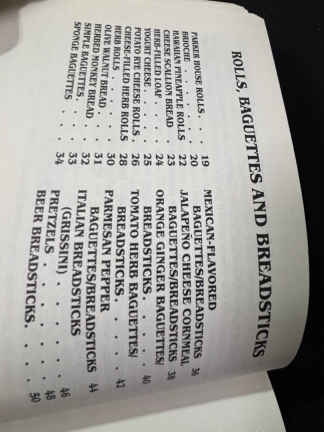 ROLLS, BAGUETTES AND BREADSTICKS
PARKER HOUSE ROLLS . . . 19
BRIOCHE . . . . . . 20
HAWAIIAN PINEAPPLE ROLLS . 22
CHEESE SCALLION BREAD . . 23
HERB-FILLED LOAF . . . . 24
YOGURT CHEESE . . . . . 25
POTATO RYE CHEESE ROLLS . 26
CHEESE-FILLED HERB ROLLS 28
HERB ROLLS . . . . . . 30
OLIVE WALNUT BREAD . . . 30
HERBED MONKEY BREAD . . 31
SIMPLE BAGUETTES . . . . 32
SPONGE BAGUETTES . . . . 33
34
MEXICAN-FLAVORED
BAGUETTES/BREADSTICKS 36
JALAPEÑO CHEESE CORNMEAL
BAGUETTES/BREADSTICKS 38
ORANGE GINGER BAGUETTES/
BREADSTICKS . . . . . 40
TOMATO HERB BAGUETTES/
BREADSTICKS . . . . . 42
PARMESAN PEPPER
BAGUETTES/BREADSTICKS 44
ITALIAN BREADSTICKS
(GRISSINI) . . . . . 46
PRETZELS . . . . . . 48
BEER BREADSTICKS . . . . 50